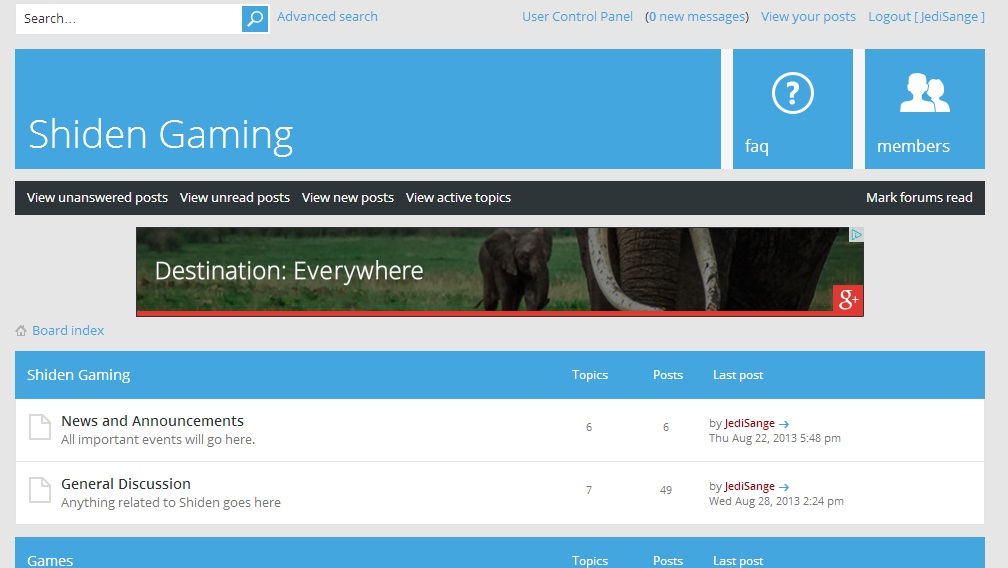 Search…
Advanced search
User Control Panel (0 new messages) View your posts Logout [ JediSange ]
Shiden Gaming
?
faq
members
View unanswered posts View unread posts View new posts View active topics Mark forums read
Destination: Everywhere
g+
Board index
Shiden Gaming Topics Posts Last post
News and Announcements
All important events will go here.
6 6
by JediSange
Thu Aug 22, 2013 5:48 pm
General Discussion
Anything related to Shiden goes here
7 49
by JediSange
Wed Aug 28, 2013 2:24 pm
Games Topics Posts Last post